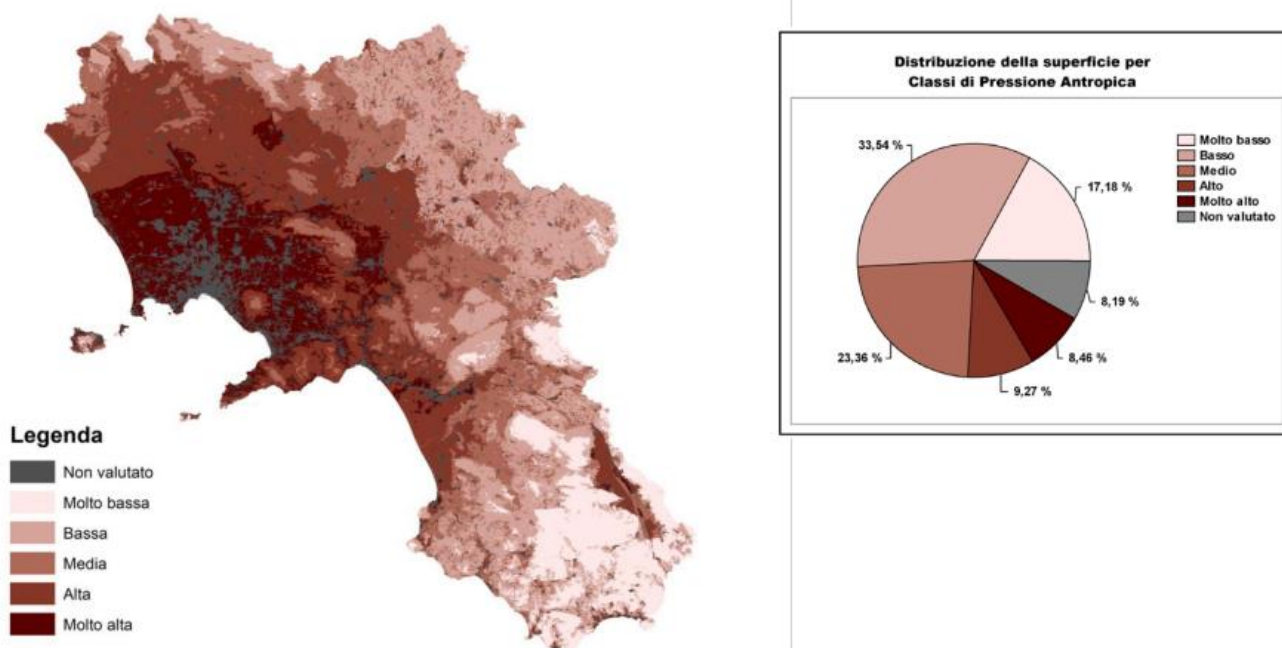 Distribuzione della superficie per
Classi di Pressione Antropica
33,54 %
17,18 %
8,19 %
8,46 %
9,27 %
23,36 %
Molto basso
Basso
Medio
Alto
Molto alto
Non valutato
Legenda
Non valutato
Molto bassa
Bassa
Media
Alta
Molto alta